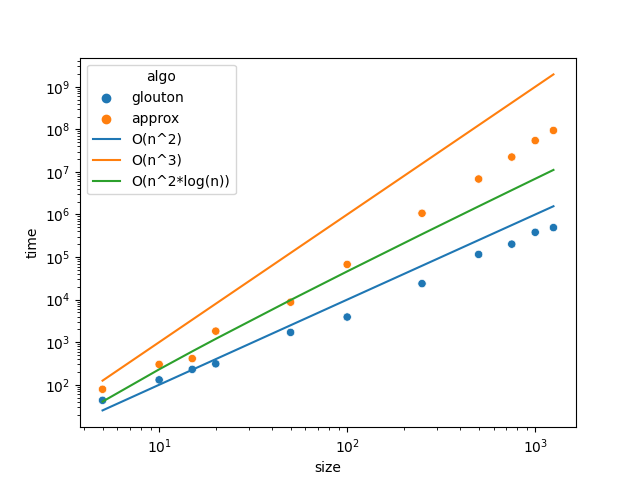 algo
glouton
approx
O(n^2)
O(n^3)
O(n^2*log(n))
10^9
10^8
10^7
10^6
10^5
10^4
10^3
10^2
time
10^1
10^2
10^3
size